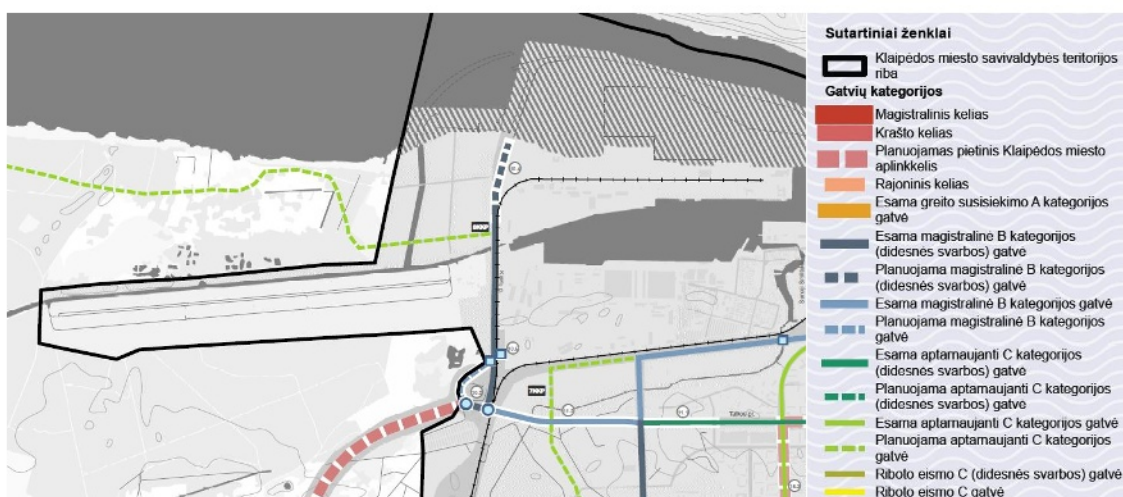 Sutartiniai ženklai
Klaipėdos miesto savivaldybės teritorijos
riba
Gatvių kategorijos
Magistralinis kelias
Krašto kelias
Planuojamas pietinis Klaipėdos miesto
aplinkkelis
Rajoninis kelias
Esama greito susisiekimo A kategorijos
gatvė
Esama magistralinė B kategorijos
(didesnės svarbos) gatvė
Planuojama magistralinė B kategorijos
(didesnės svarbos) gatvė
Esama magistralinė B kategorijos gatvė
Planuojama magistralinė B kategorijos
gatvė
Esama aptarnaujanti C kategorijos
(didesnės svarbos) gatvė
Planuojama aptarnaujanti C kategorijos
(didesnės svarbos) gatvė
Esama aptarnaujanti C kategorijos gatvė
Planuojama aptarnaujanti C kategorijos
gatvė
Riboto eismo C (didesnės svarbos) gatvė
Riboto eismo C gatvė